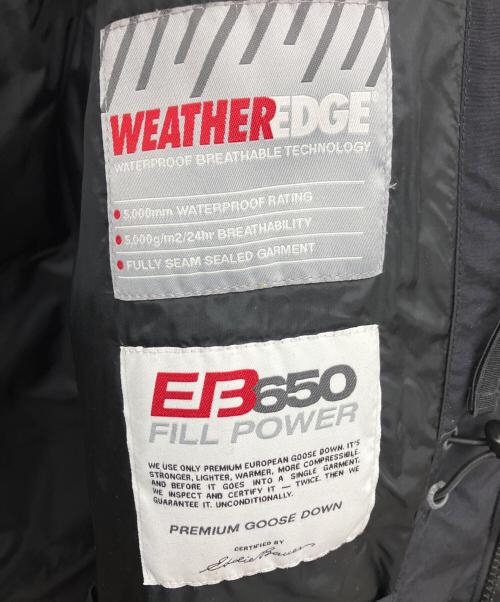 WEATHEREDGE®
WATERPROOF BREATHABLE TECHNOLOGY
5,000mm WATERPROOF RATING
5,000g/m2/24hr BREATHABILITY
FULLY SEAM SEALED GARMENT
EB650
FILL POWER
WE USE ONLY PREMIUM EUROPEAN GOOSE DOWN. IT'S
STRONGER, LIGHTER, WARMER, MORE COMPRESSIBLE.
AND BEFORE IT GOES INTO A SINGLE GARMENT,
WE INSPECT AND CERTIFY IT — TWICE. THEN WE
GUARANTEE IT. UNCONDITIONALLY.
PREMIUM GOOSE DOWN
CERTIFIED BY
Eddie Bauer